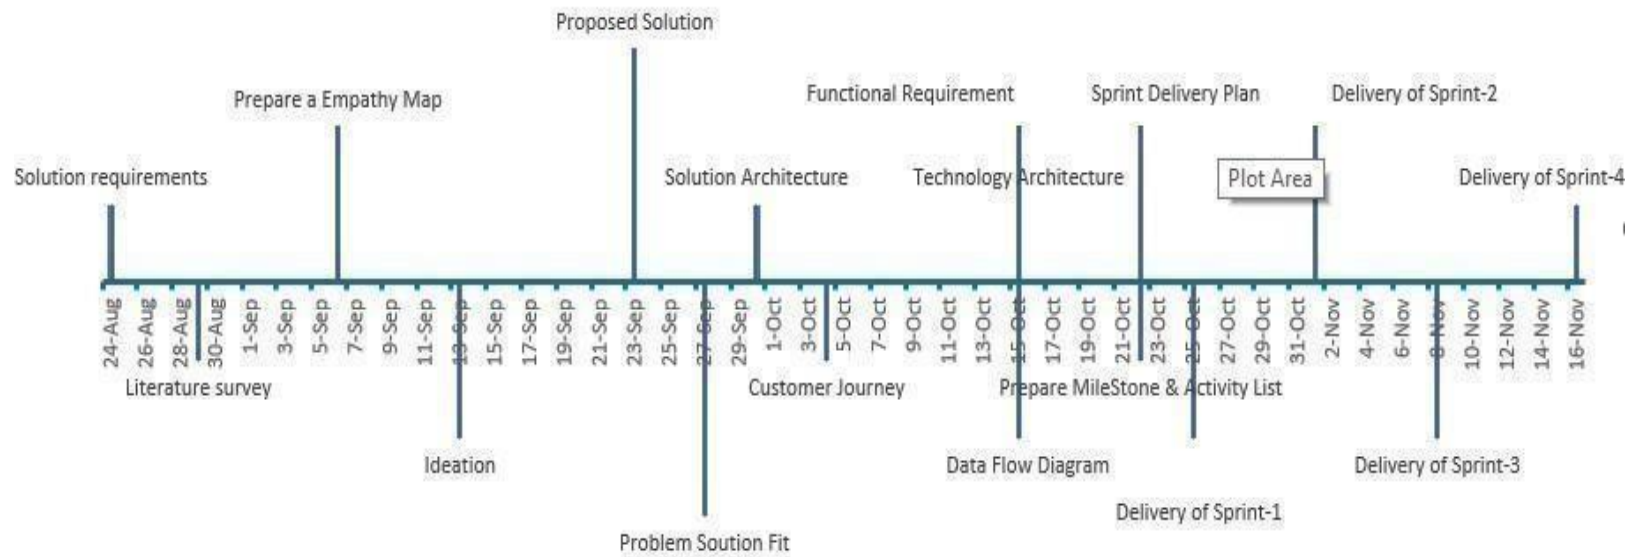 Proposed Solution
Prepare a Empathy Map
Functional Requirement
Sprint Delivery Plan
Delivery of Sprint-2
Solution requirements
Solution Architecture
Technology Architecture
Plot Area
Delivery of Sprint-4
24-Aug
26-Aug
28-Aug
30-Aug
1-Sep
3-Sep
5-Sep
7-Sep
9-Sep
11-Sep
13-Sep
15-Sep
17-Sep
19-Sep
21-Sep
23-Sep
25-Sep
27-Sep
29-Sep
1-Oct
3-Oct
5-Oct
7-Oct
9-Oct
11-Oct
13-Oct
15-Oct
17-Oct
19-Oct
21-Oct
23-Oct
25-Oct
27-Oct
29-Oct
31-Oct
2-Nov
4-Nov
6-Nov
8-Nov
10-Nov
12-Nov
14-Nov
16-Nov
Literature survey
Customer Journey
Prepare MileStone & Activity List
Ideation
Data Flow Diagram
Delivery of Sprint-3
Delivery of Sprint-1
Problem Soution Fit